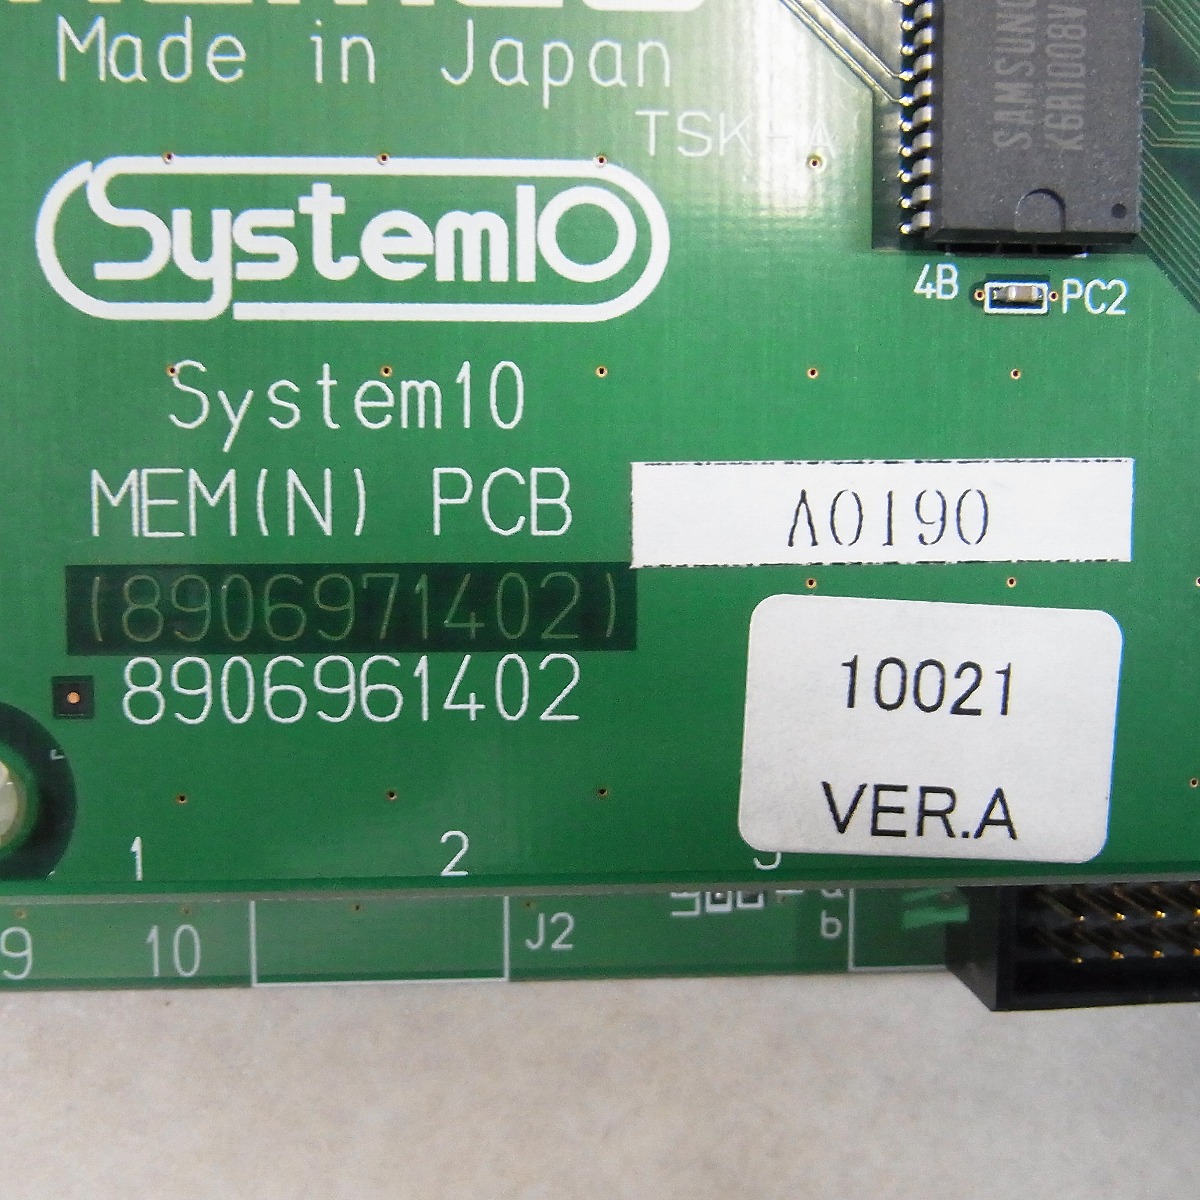 Made in Japan
TSK-A
SAMSUNG
K6R1008V
System10
4B
PC2
System10
MEM(N) PCB
A0190
(8906971402)
8906961402
10021
VER.A
1
2
9
10
J2
b